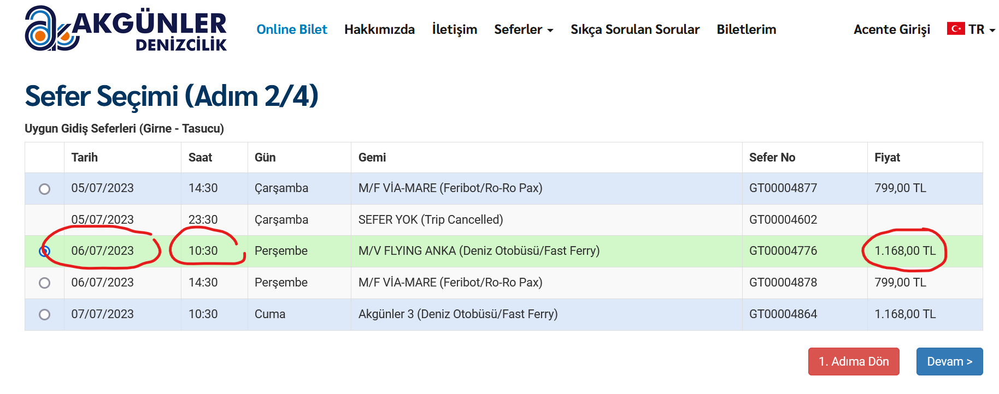 AKGÜNLER
DENİZCİLİK
Online Bilet Hakkımızda İletişim Seferler Sıkça Sorulan Sorular Biletlerim Acente Girişi TR
Sefer Seçimi (Adım 2/4)
Uygun Gidiş Seferleri (Girne - Tasucu)
Tarih Saat Gün Gemi Sefer No Fiyat
05/07/2023 14:30 Çarşamba M/F VİA-MARE (Feribot/Ro-Ro Pax) GT00004877 799,00 TL
05/07/2023 23:30 Çarşamba SEFER YOK (Trip Cancelled) GT00004602
06/07/2023 10:30 Perşembe M/V FLYING ANKA (Deniz Otobüsü/Fast Ferry) GT00004776 1.168,00 TL
06/07/2023 14:30 Perşembe M/F VİA-MARE (Feribot/Ro-Ro Pax) GT00004878 799,00 TL
07/07/2023 10:30 Cuma Akgünler 3 (Deniz Otobüsü/Fast Ferry) GT00004864 1.168,00 TL
1. Adıma Dön Devam >